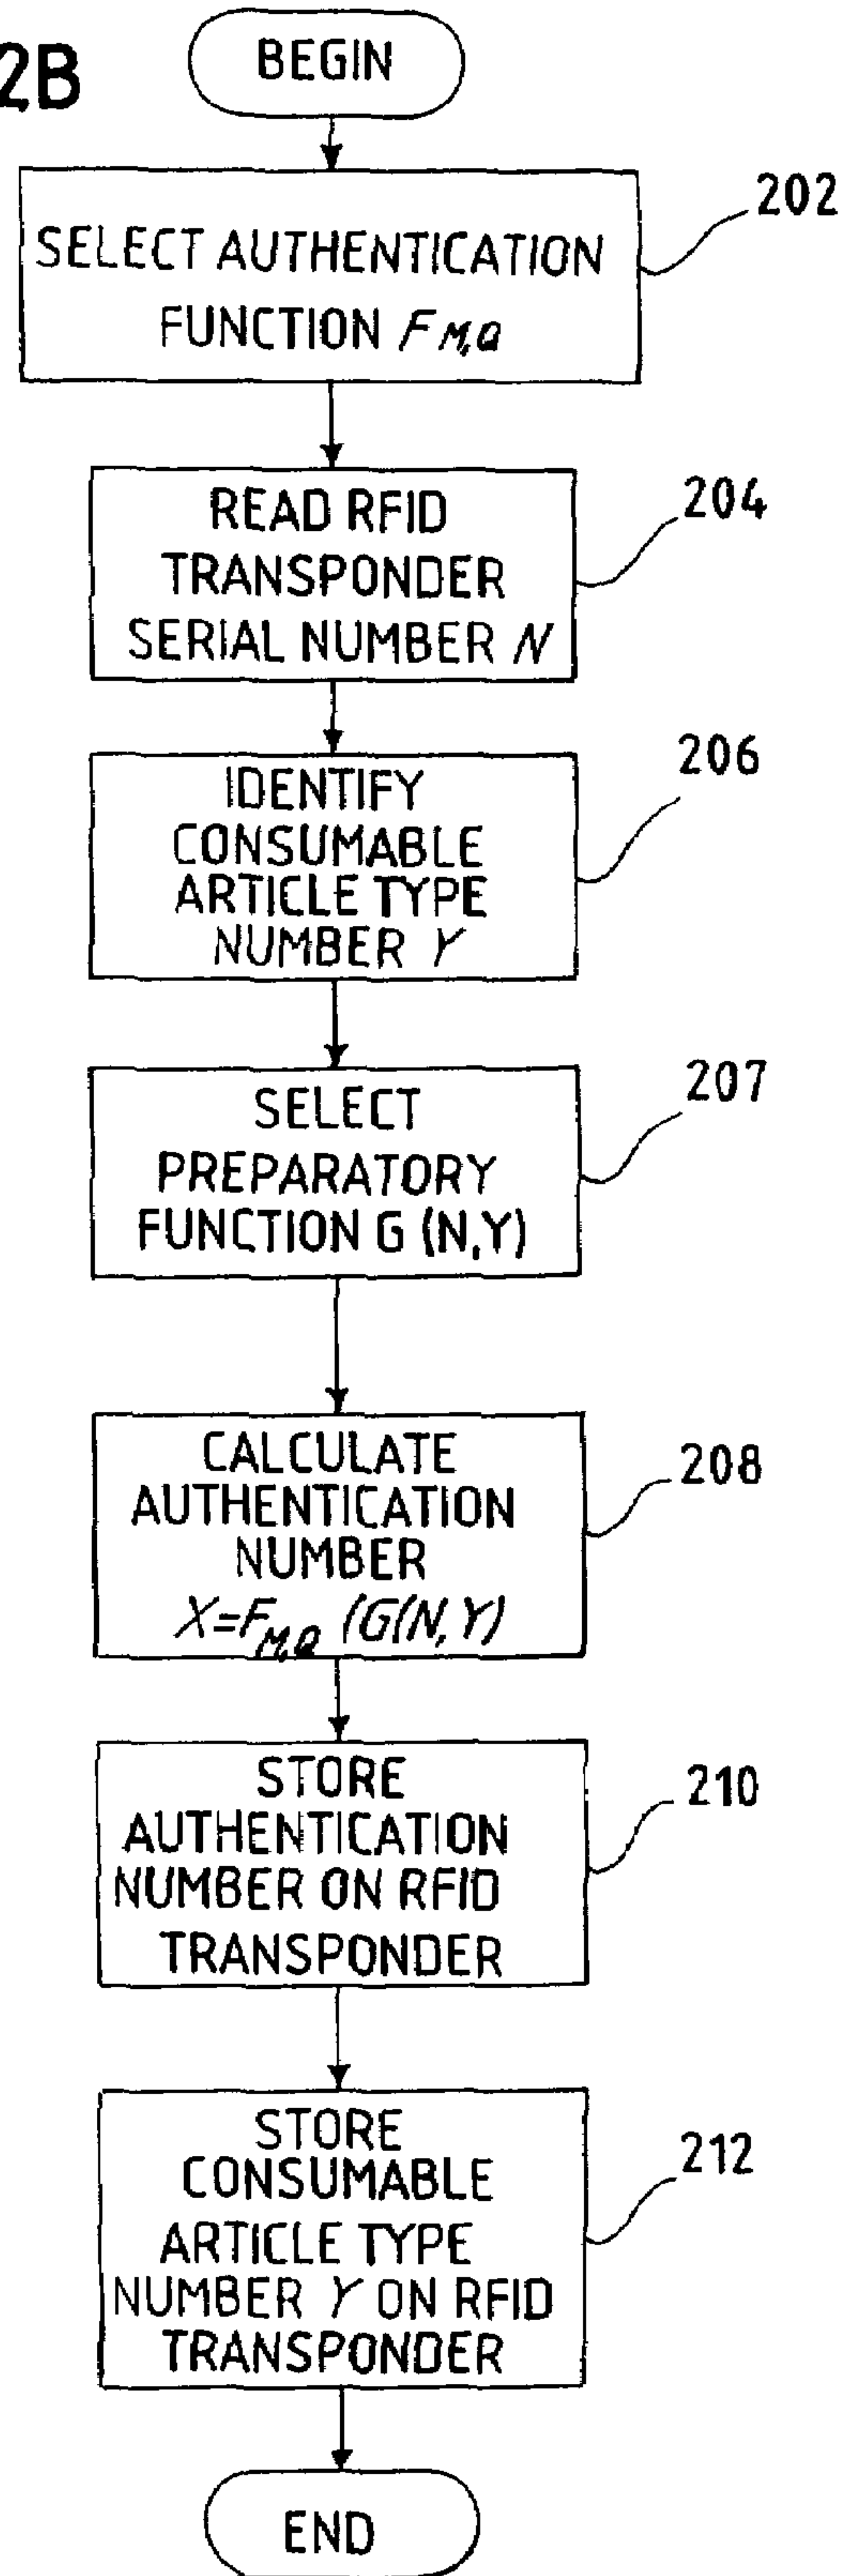 2B
BEGIN
202
SELECT AUTHENTICATION
FUNCTION F M,Q
204
READ RFID
TRANSPONDER
SERIAL NUMBER N
206
IDENTIFY
CONSUMABLE
ARTICLE TYPE
NUMBER Y
207
SELECT
PREPARATORY
FUNCTION G (N,Y)
208
CALCULATE
AUTHENTICATION
NUMBER
X=F M,Q (G(N,Y)
210
STORE
AUTHENTICATION
NUMBER ON RFID
TRANSPONDER
212
STORE
CONSUMABLE
ARTICLE TYPE
NUMBER Y ON RFID
TRANSPONDER
END